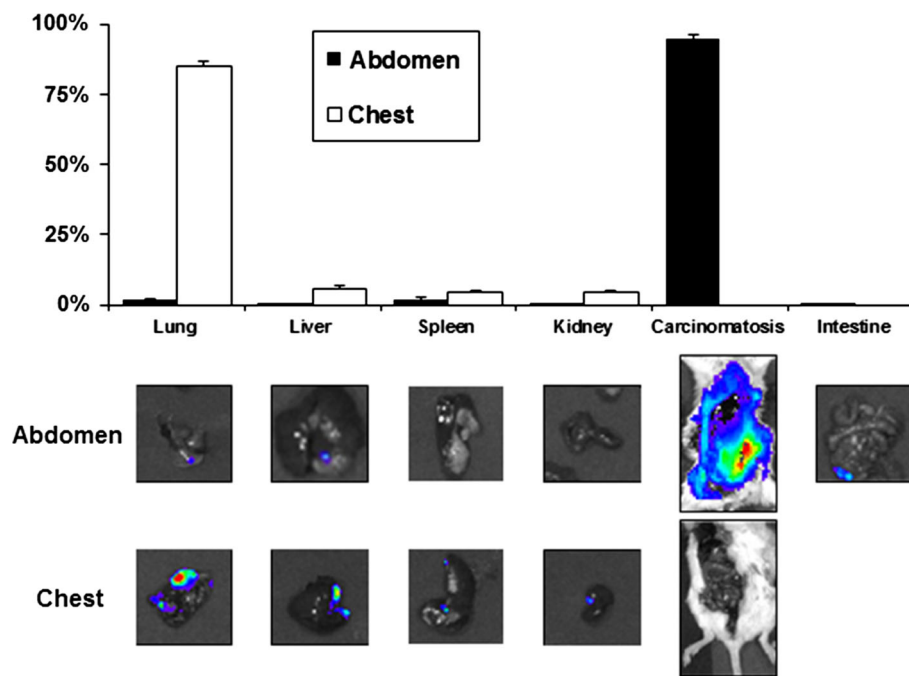 100%
75%
50%
25%
0%
Abdomen
Chest
Lung Liver Spleen Kidney Carcinomatosis Intestine
Abdomen
Chest